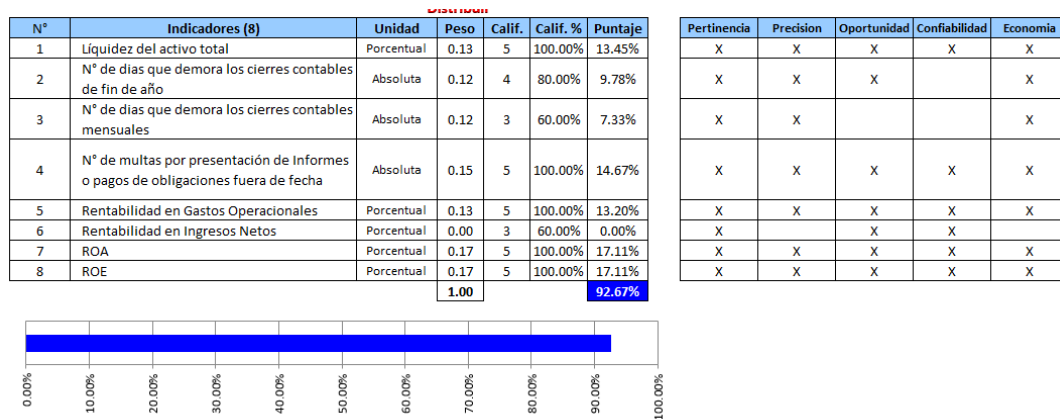 Distribuir
N° Indicadores (8) Unidad Peso Calif. Calif. % Puntaje Pertinencia Precision Oportunidad Confiabilidad Economia
1 Líquidez del activo total Porcentual 0.13 5 100.00% 13.45% X X X X X
2 N° de dias que demora los cierres contables de fin de año Absoluta 0.12 4 80.00% 9.78% X X X X
3 N° de dias que demora los cierres contables mensuales Absoluta 0.12 3 60.00% 7.33% X X X
4 N° de multas por presentación de Informes o pagos de obligaciones fuera de fecha Absoluta 0.15 5 100.00% 14.67% X X X X X
5 Rentabilidad en Gastos Operacionales Porcentual 0.13 5 100.00% 13.20% X X X X X
6 Rentabilidad en Ingresos Netos Porcentual 0.00 3 60.00% 0.00% X X X
7 ROA Porcentual 0.17 5 100.00% 17.11% X X X X X
8 ROE Porcentual 0.17 5 100.00% 17.11% X X X X X
1.00 92.67%
0.00% 10.00% 20.00% 30.00% 40.00% 50.00% 60.00% 70.00% 80.00% 90.00% 100.00%